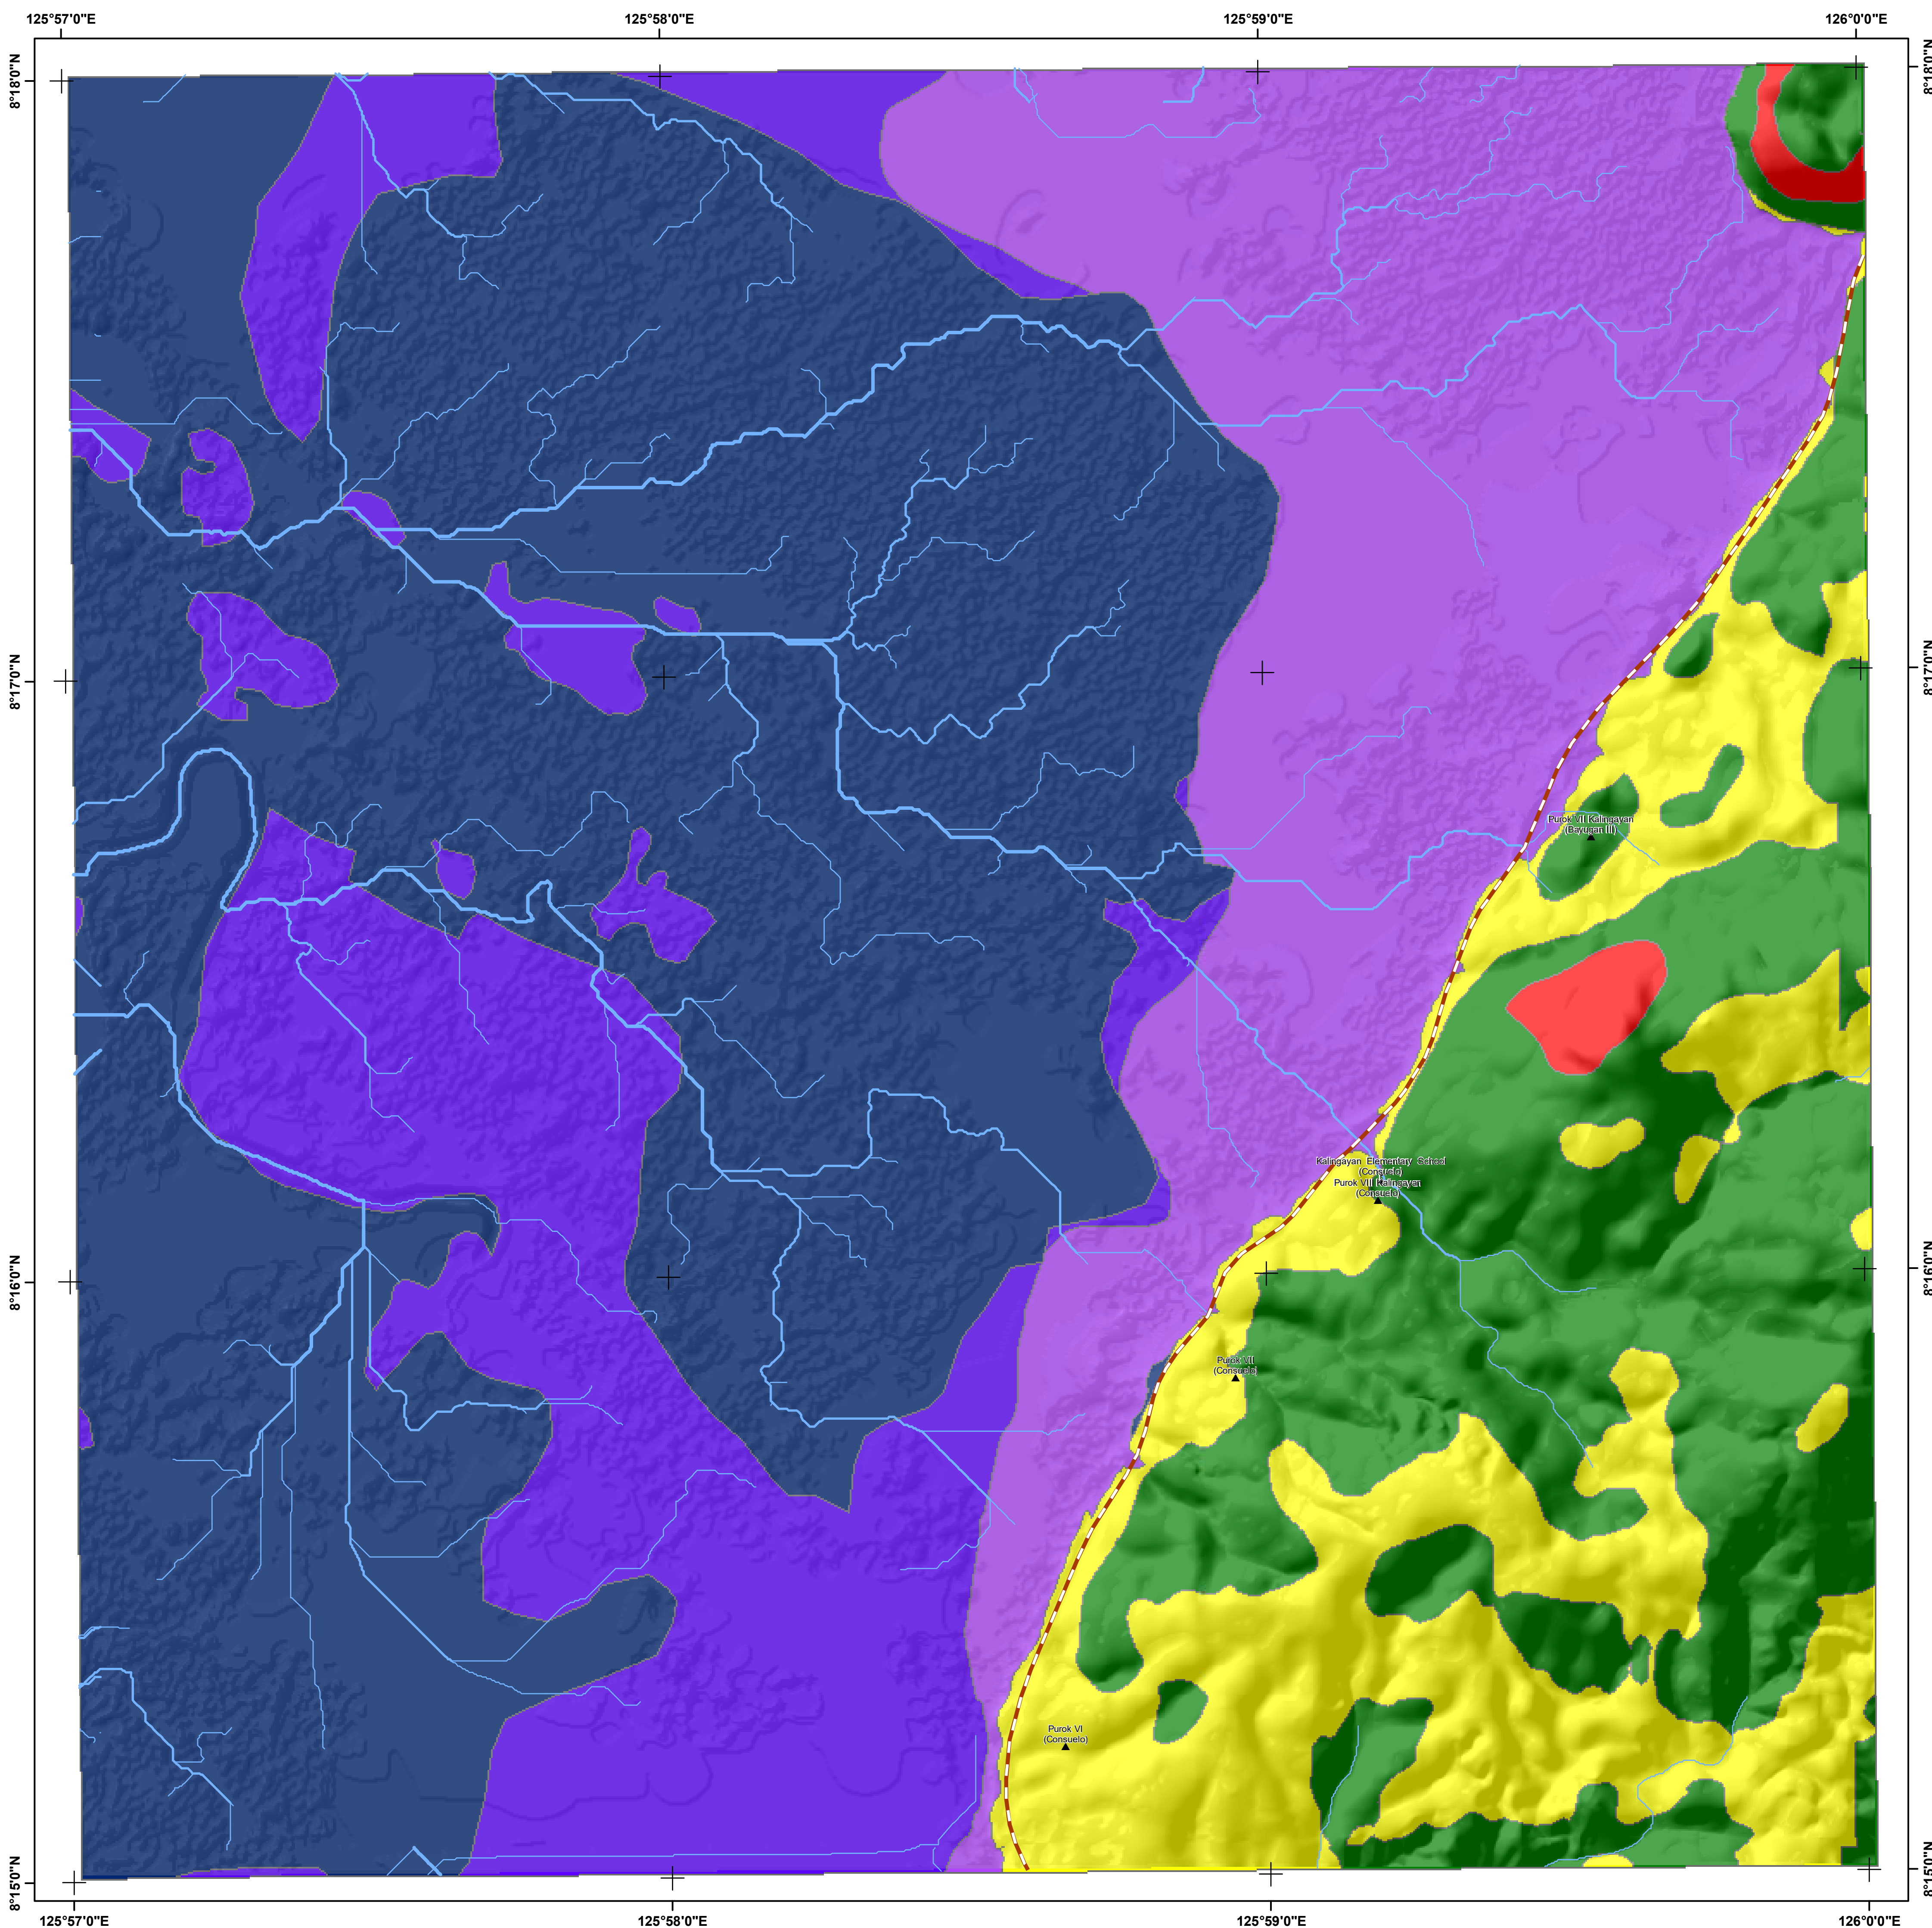 125°57'0"E 125°58'0"E 125°59'0"E 126°0'0"E
8°18'0"N 8°18'0"N
8°17'0"N 8°17'0"N
Purok VII Kalingayan
(Bayugan III)
Kalingayan Elementary School
(Consuelo)
Purok VII Kalingayan
(Consuelo)
8°16'0"N 8°16'0"N
Purok VII
(Consuelo)
Purok VI
(Consuelo)
8°15'0"N 8°15'0"N
125°57'0"E 125°58'0"E 125°59'0"E 126°0'0"E